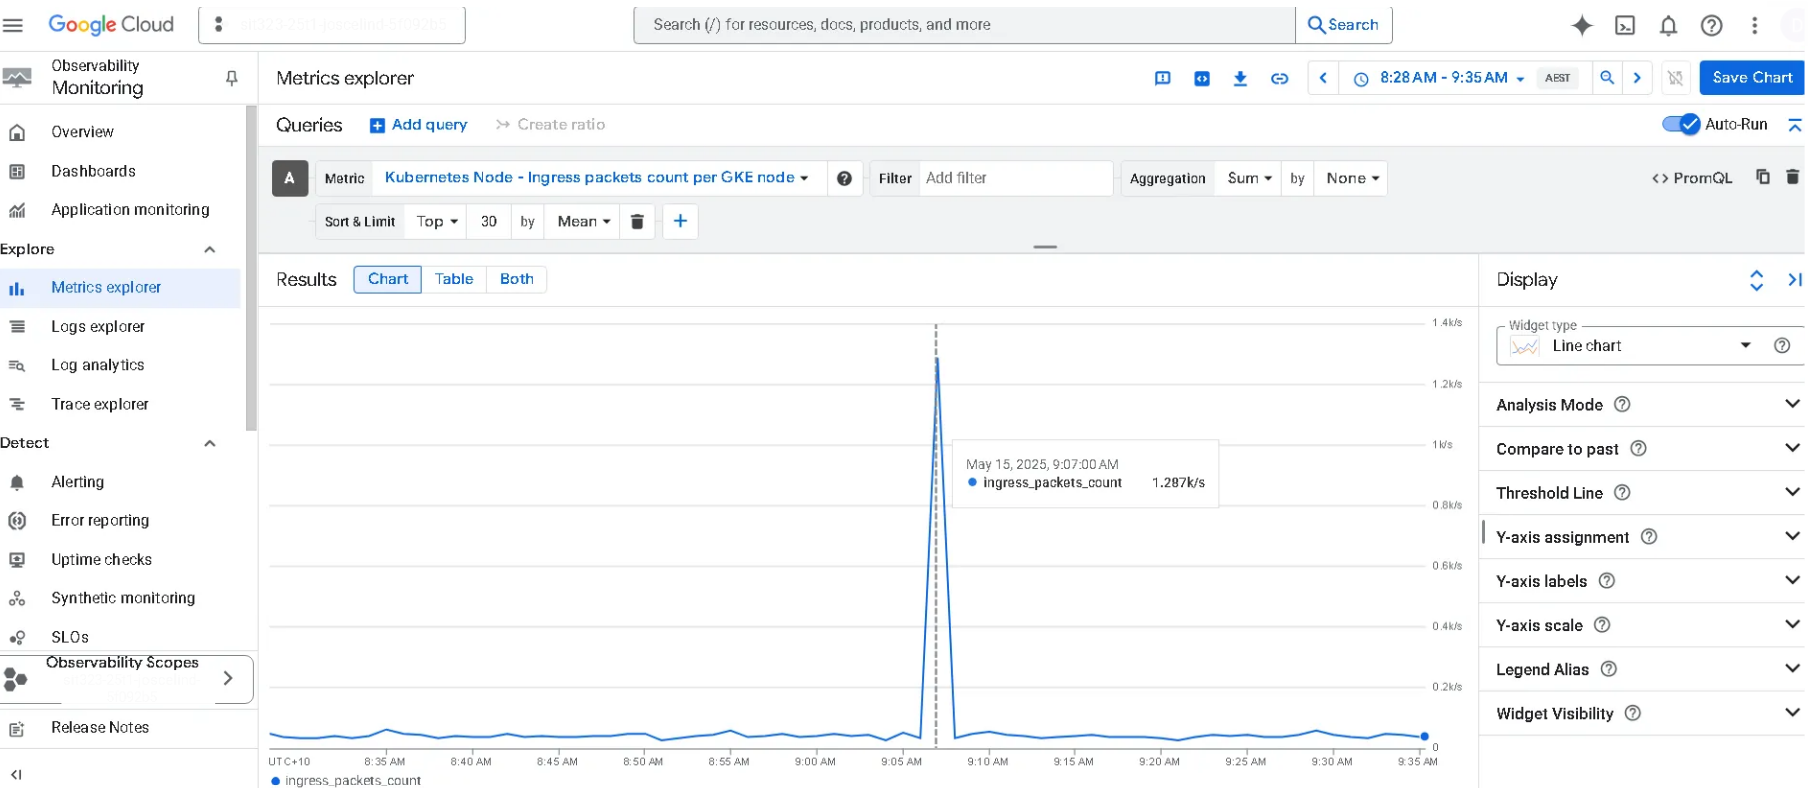 Google Cloud
Search (/) for resources, docs, products, and more
Search
Observability
Monitoring
Metrics explorer
8:28 AM - 9:35 AM
AEST
Save Chart
Overview
Dashboards
Application monitoring
Explore
Metrics explorer
Logs explorer
Log analytics
Trace explorer
Detect
Alerting
Error reporting
Uptime checks
Synthetic monitoring
SLOs
Observability Scopes
Release Notes
Queries
Add query
Create ratio
Auto-Run
A
Metric
Kubernetes Node - Ingress packets count per GKE node
Filter
Add filter
Aggregation
Sum
by
None
<> PromQL
Sort & Limit
Top
30
by
Mean
Results
Chart
Table
Both
1.4k/s
1.2k/s
1k/s
0.8k/s
0.6k/s
0.4k/s
0.2k/s
0
May 15, 2025, 9:07:00 AM
ingress_packets_count 1.287k/s
UTC+10
8:35 AM
8:40 AM
8:45 AM
8:50 AM
8:55 AM
9:00 AM
9:05 AM
9:10 AM
9:15 AM
9:20 AM
9:25 AM
9:30 AM
9:35 AM
ingress_packets_count
Display
Widget type
Line chart
Analysis Mode
Compare to past
Threshold Line
Y-axis assignment
Y-axis labels
Y-axis scale
Legend Alias
Widget Visibility